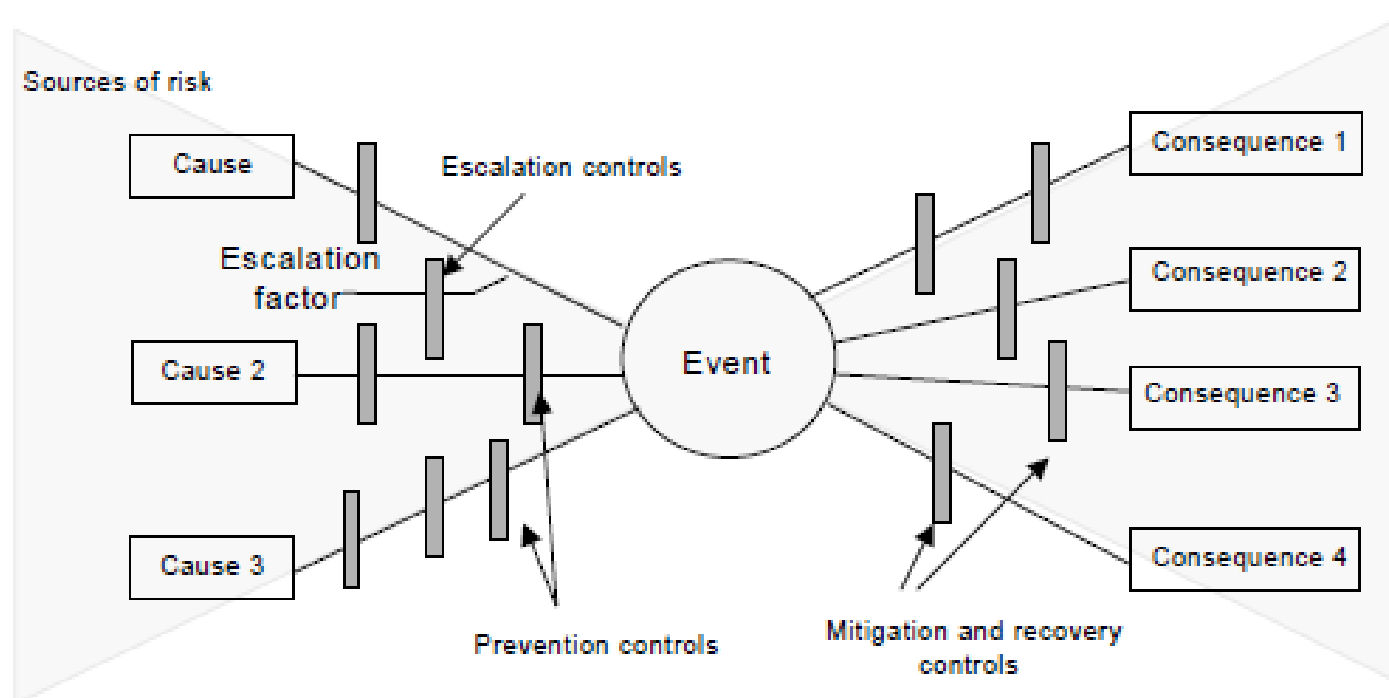 Sources of risk
Cause
Escalation controls
Escalation
factor
Cause 2
Cause 3
Prevention controls
Event
Consequence 1
Consequence 2
Consequence 3
Consequence 4
Mitigation and recovery
controls